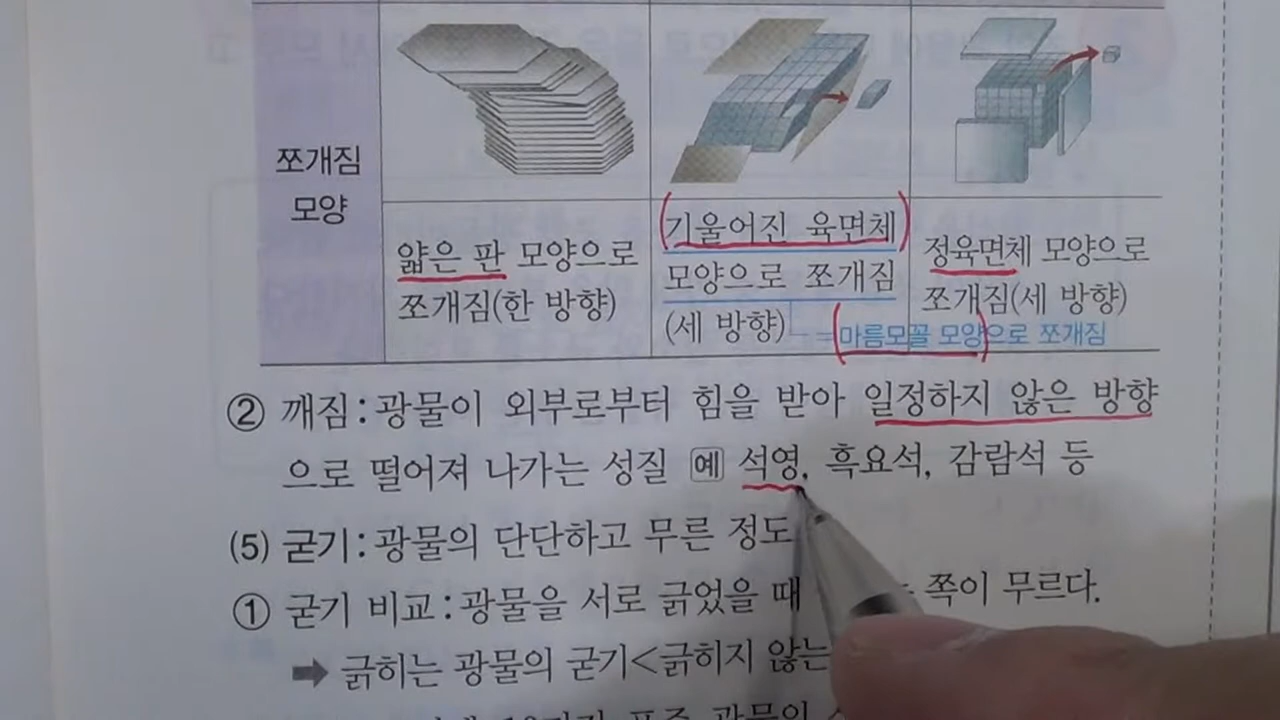 쪼개짐
모양
얇은 판 모양으로
쪼개짐(한 방향)
기울어진 육면체
모양으로 쪼개짐
(세 방향)
정육면체 모양으로
쪼개짐(세 방향)
마름모꼴 모양으로 쪼개짐
② 깨짐:광물이 외부로부터 힘을 받아 일정하지 않은 방향
으로 떨어져 나가는 성질 예 석영, 흑요석, 감람석 등
(5) 굳기:광물의 단단하고 무른 정도
① 굳기 비교:광물을 서로 긁었을 때 쪽이 무르다.
➡ 긁히는 광물의 굳기<긁히지 않는
표준 광물의